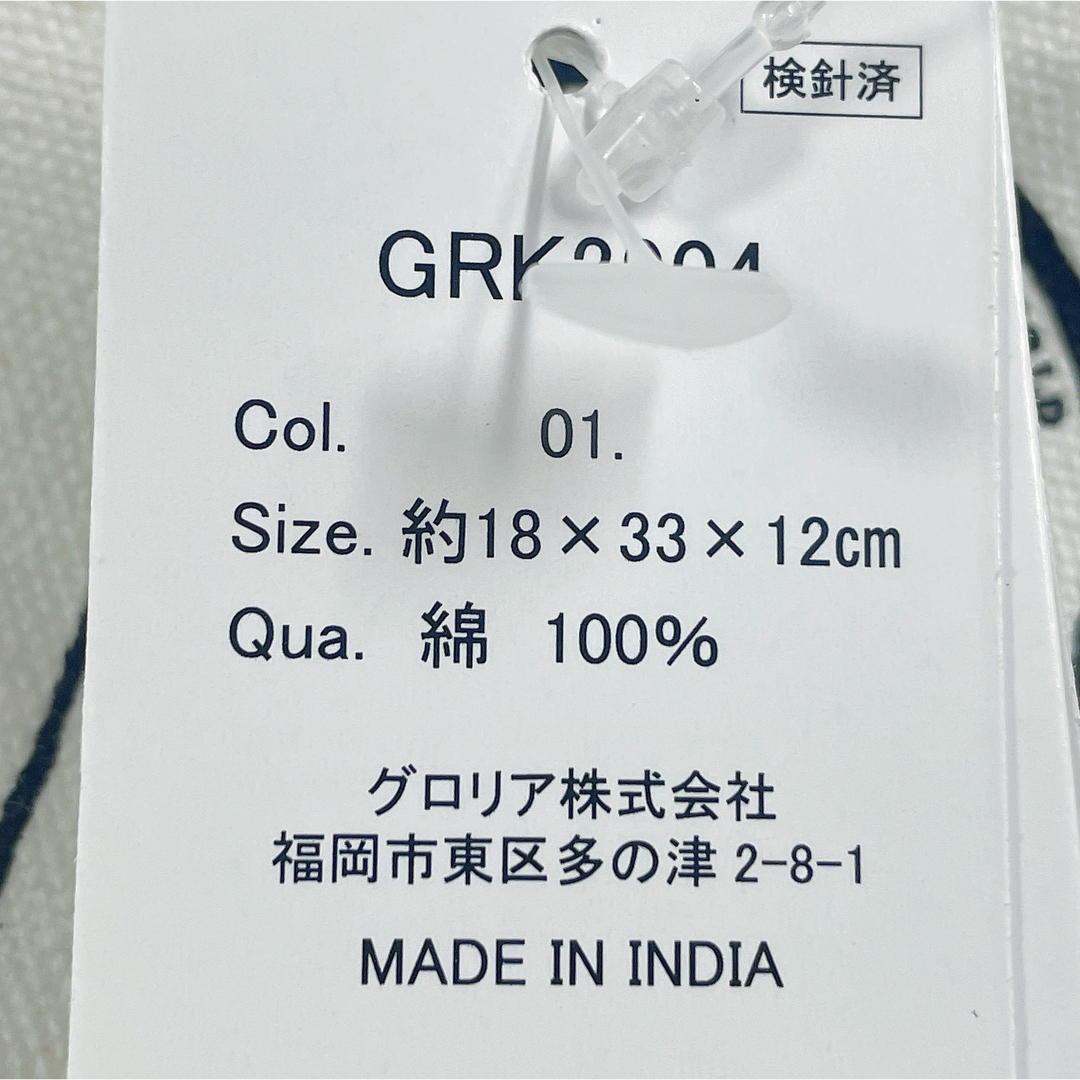 検針済
Col. 01.
Size. 約18×33×12cm
Qua. 綿 100%
グロリア株式会社
福岡市東区多の津 2-8-1
MADE IN INDIA